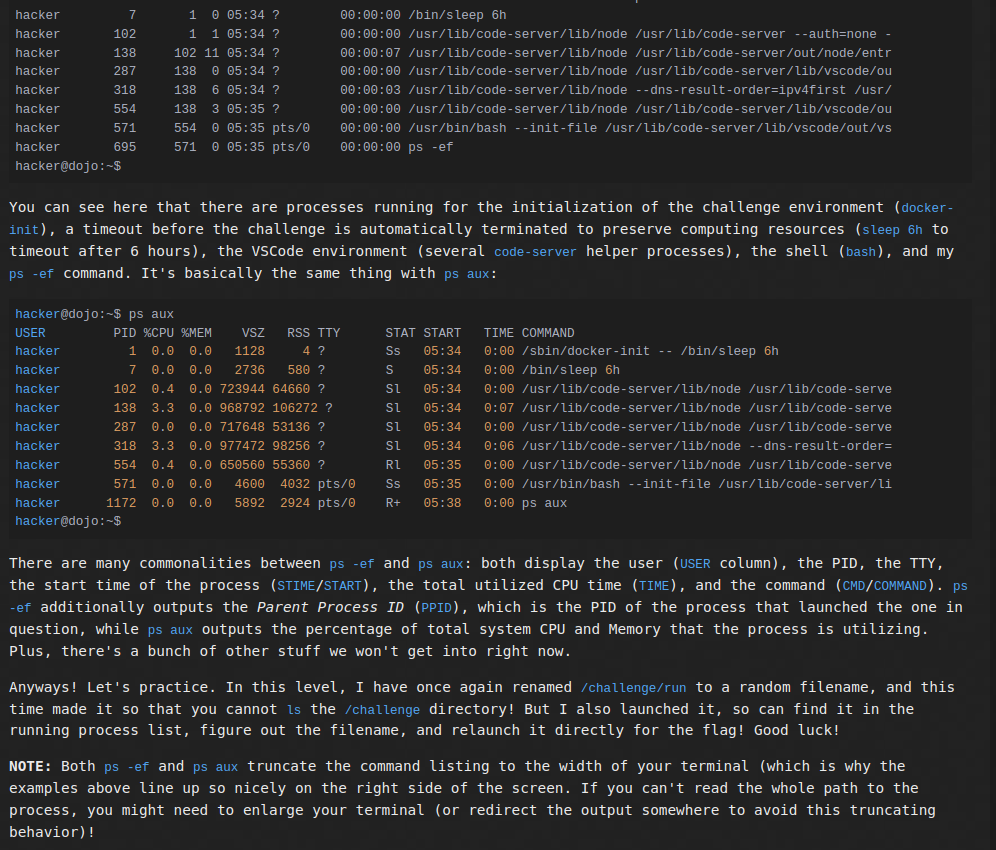 hacker           7       1  0 05:34 ?        00:00:00 /bin/sleep 6h
hacker         102       1  1 05:34 ?        00:00:00 /usr/lib/code-server/lib/node /usr/lib/code-server --auth=none -
hacker         138     102 11 05:34 ?        00:00:07 /usr/lib/code-server/lib/node /usr/lib/code-server/out/node/entr
hacker         287     138  0 05:34 ?        00:00:00 /usr/lib/code-server/lib/node /usr/lib/code-server/lib/vscode/ou
hacker         318     138  6 05:34 ?        00:00:03 /usr/lib/code-server/lib/node --dns-result-order=ipv4first /usr/
hacker         554     138  3 05:35 ?        00:00:00 /usr/lib/code-server/lib/node /usr/lib/code-server/lib/vscode/ou
hacker         571     554  0 05:35 pts/0    00:00:00 /usr/bin/bash --init-file /usr/lib/code-server/lib/vscode/out/vs
hacker         695     571  0 05:35 pts/0    00:00:00 ps -ef
hacker@dojo:~$
You can see here that there are processes running for the initialization of the challenge environment (docker-
init), a timeout before the challenge is automatically terminated to preserve computing resources (sleep 6h to
timeout after 6 hours), the VSCode environment (several code-server helper processes), the shell (bash), and my
ps -ef command. It's basically the same thing with ps aux:
hacker@dojo:~$ ps aux
USER         PID %CPU %MEM    VSZ   RSS TTY      STAT START   TIME COMMAND
hacker         1  0.0  0.0   1128     4 ?        Ss   05:34   0:00 /sbin/docker-init -- /bin/sleep 6h
hacker         7  0.0  0.0   2736   580 ?        S    05:34   0:00 /bin/sleep 6h
hacker       102  0.4  0.0 723944 64660 ?        Sl   05:34   0:00 /usr/lib/code-server/lib/node /usr/lib/code-serve
hacker       138  3.3  0.0 968792 106272 ?       Sl   05:34   0:07 /usr/lib/code-server/lib/node /usr/lib/code-serve
hacker       287  0.0  0.0 717648 53136 ?        Sl   05:34   0:00 /usr/lib/code-server/lib/node /usr/lib/code-serve
hacker       318  3.3  0.0 977472 98256 ?        Sl   05:34   0:06 /usr/lib/code-server/lib/node --dns-result-order=
hacker       554  0.4  0.0 650560 55360 ?        Rl   05:35   0:00 /usr/lib/code-server/lib/node /usr/lib/code-serve
hacker       571  0.0  0.0   4600  4032 pts/0    Ss   05:35   0:00 /usr/bin/bash --init-file /usr/lib/code-server/li
hacker      1172  0.0  0.0   5892  2924 pts/0    R+   05:38   0:00 ps aux
hacker@dojo:~$
There are many commonalities between ps -ef and ps aux: both display the user (USER column), the PID, the TTY,
the start time of the process (STIME/START), the total utilized CPU time (TIME), and the command (CMD/COMMAND). ps
-ef additionally outputs the Parent Process ID (PPID), which is the PID of the process that launched the one in
question, while ps aux outputs the percentage of total system CPU and Memory that the process is utilizing.
Plus, there's a bunch of other stuff we won't get into right now.
Anyways! Let's practice. In this level, I have once again renamed /challenge/run to a random filename, and this
time made it so that you cannot ls the /challenge directory! But I also launched it, so can find it in the
running process list, figure out the filename, and relaunch it directly for the flag! Good luck!
NOTE: Both ps -ef and ps aux truncate the command listing to the width of your terminal (which is why the
examples above line up so nicely on the right side of the screen. If you can't read the whole path to the
process, you might need to enlarge your terminal (or redirect the output somewhere to avoid this truncating
behavior)!